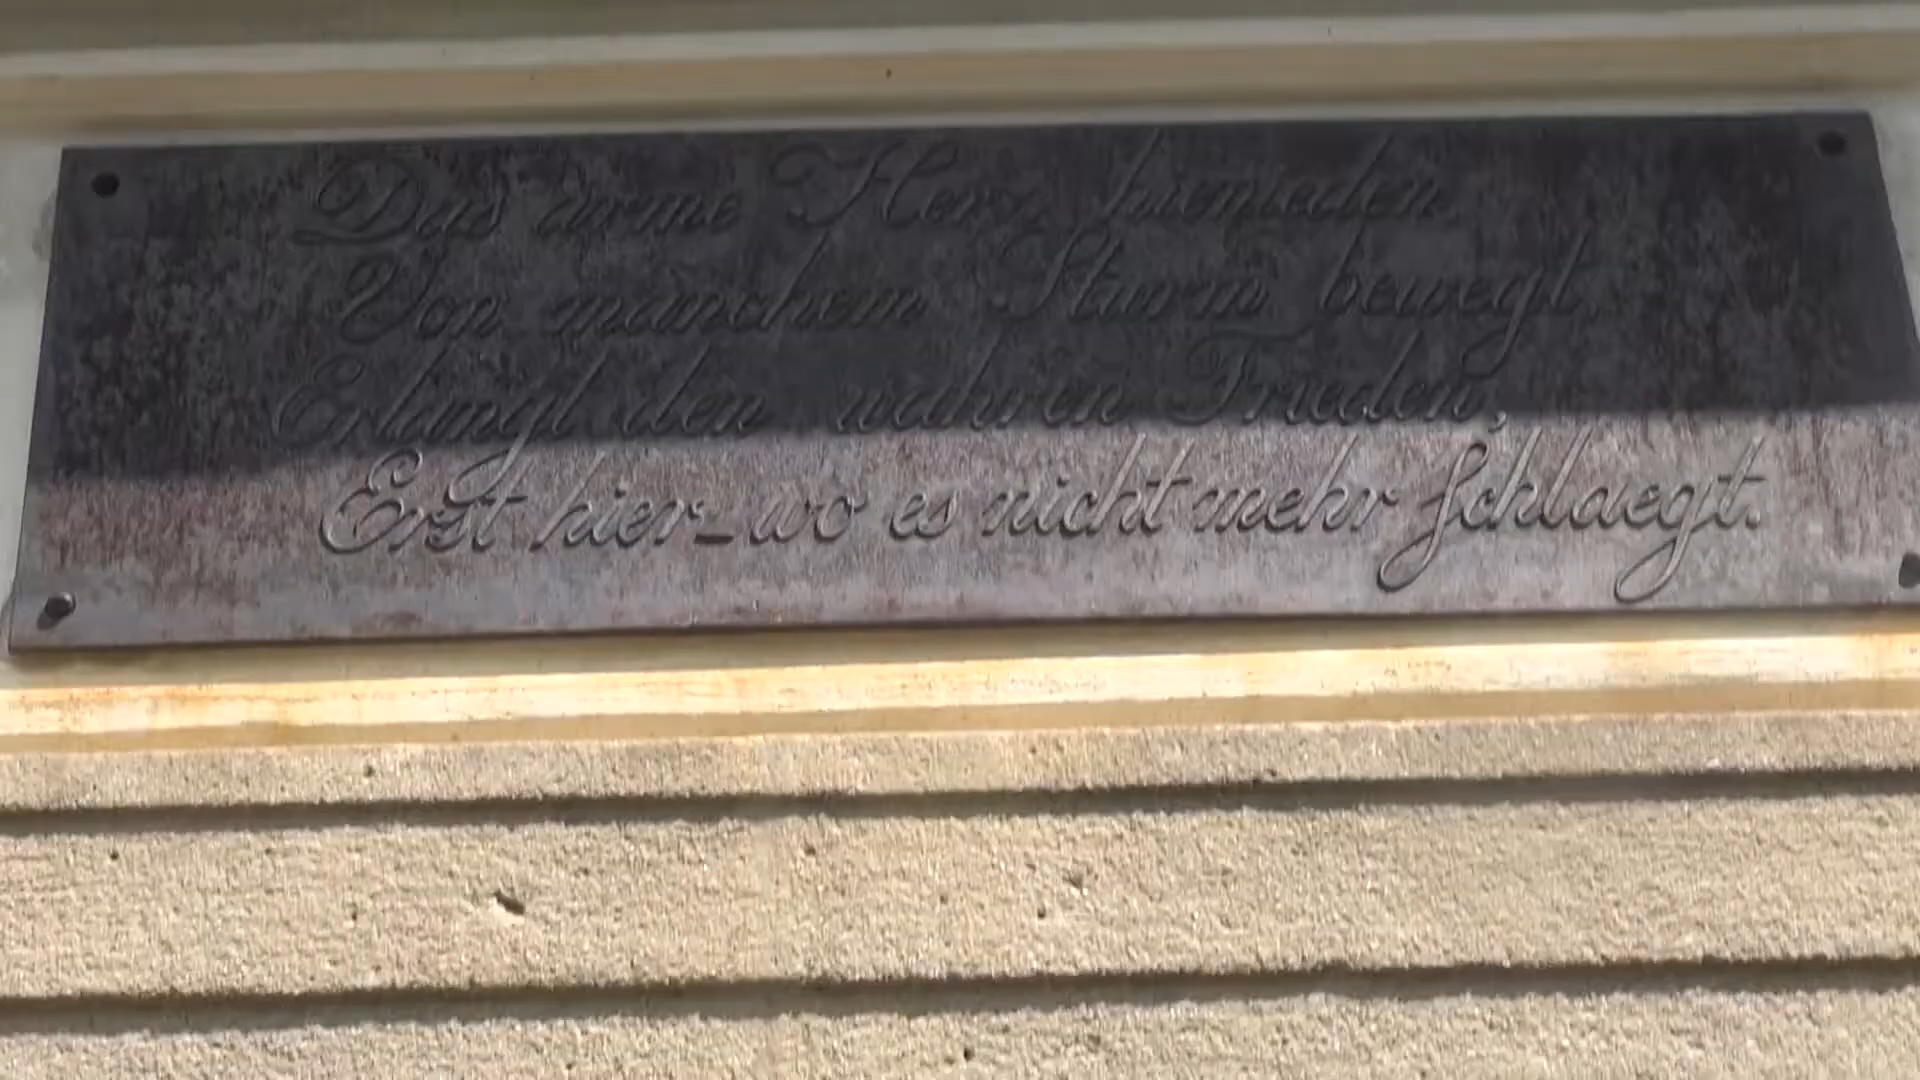 Das arme Herz hienieden
Von manchem Sturm bewegt.
Erlangt den wahren Frieden,
Erst hier_wo es nicht mehr schlaegt.